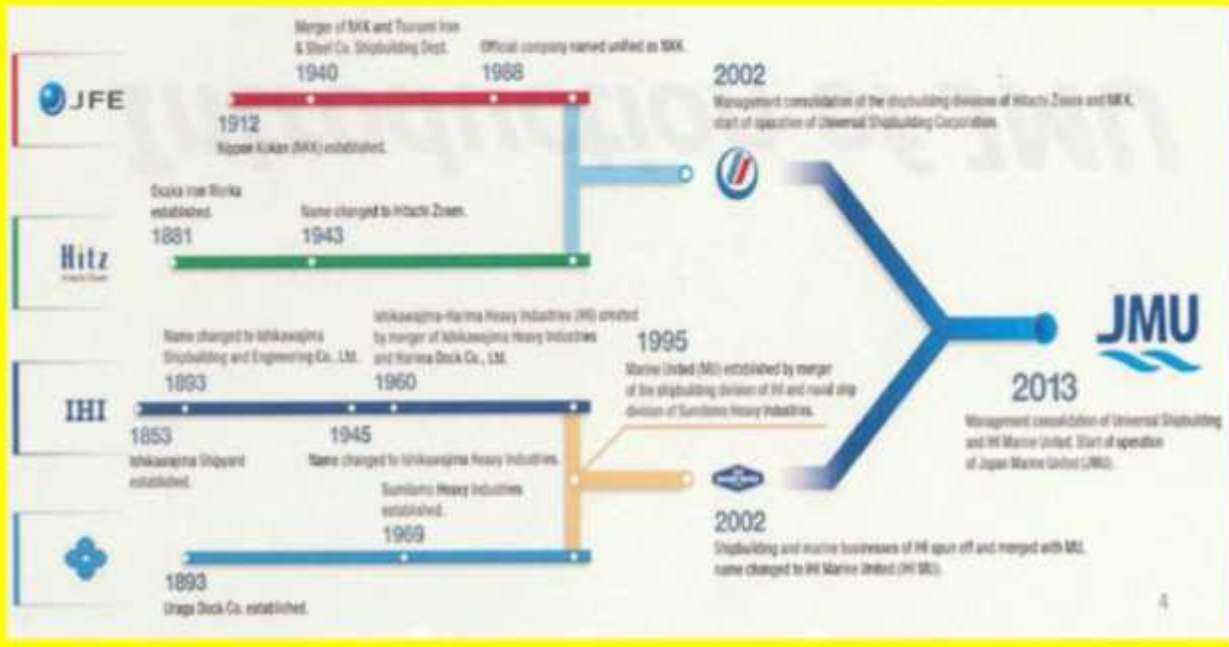 JFE
Merger of NKK and Tsurumi Iron
& Steel Co. Shipbuilding Dept.
1940
Official company named unified as NKK.
1988
1912
Nippon Kokan (NKK) established.
2002
Management consolidation of the shipbuilding divisions of Hitachi Zosen and NKK,
start of operation of Universal Shipbuilding Corporation.
Hitz
Osaka Iron Works
established.
1881
Name changed to Hitachi Zosen.
1943
IHI
Name changed to Ishikawajima
Shipbuilding and Engineering Co., Ltd.
1893
Ishikawajima-Harima Heavy Industries (IHI) created
by merger of Ishikawajima Heavy Industries
and Harima Dock Co., Ltd.
1960
1853
Ishikawajima Shipyard
established.
1945
Name changed to Ishikawajima Heavy Industries.
1995
Marine United (MU) established by merger
of the shipbuilding division of IHI and naval ship
division of Sumitomo Heavy Industries.
Sumitomo Heavy Industries
established.
1969
1893
Uraga Dock Co. established.
2002
Shipbuilding and marine businesses of IHI spun off and merged with MU,
name changed to IHI Marine United (IHI MU).
JMU
2013
Management consolidation of Universal Shipbuilding
and IHI Marine United. Start of operation
of Japan Marine United (JMU).
4